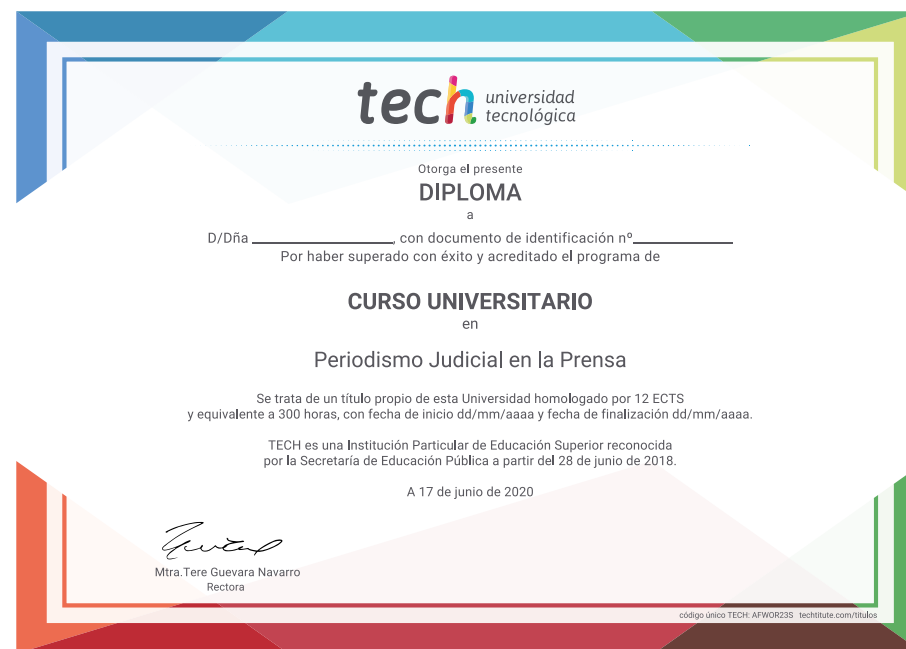 tech universidad
tecnológica
Otorga el presente
DIPLOMA
a
D/Dña ____________________, con documento de identificación nº______________
Por haber superado con éxito y acreditado el programa de
CURSO UNIVERSITARIO
en
Periodismo Judicial en la Prensa
Se trata de un título propio de esta Universidad homologado por 12 ECTS
y equivalente a 300 horas, con fecha de inicio dd/mm/aaaa y fecha de finalización dd/mm/aaaa.
TECH es una Institución Particular de Educación Superior reconocida
por la Secretaría de Educación Pública a partir del 28 de junio de 2018.
A 17 de junio de 2020
Mtra.Tere Guevara Navarro
Rectora
código único TECH: AFWOR23S techtitute.com/titulos